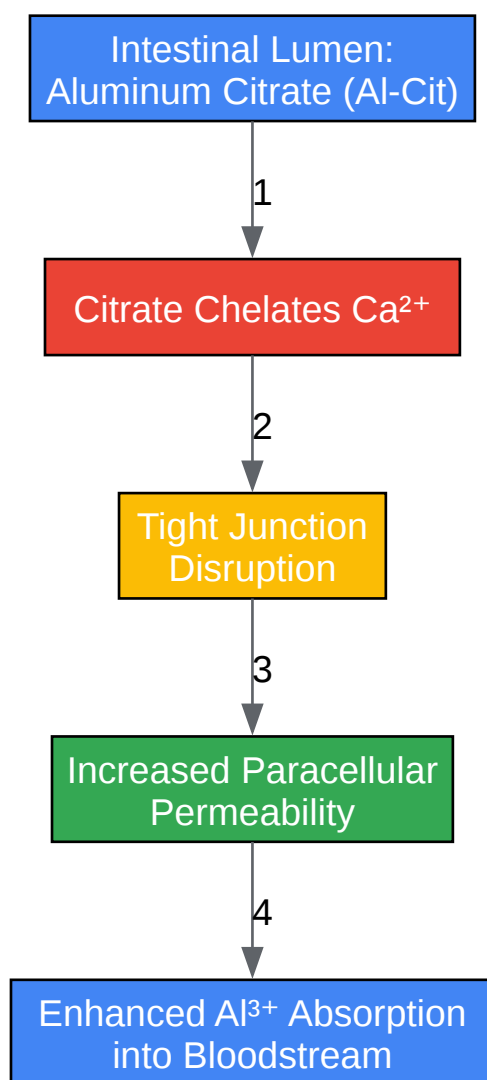 Intestinal Lumen:
Aluminum Citrate (Al-Cit)
1
Citrate Chelates Ca²⁺
2
Tight Junction
Disruption
3
Increased Paracellular
Permeability
4
Enhanced Al³⁺ Absorption
into Bloodstream